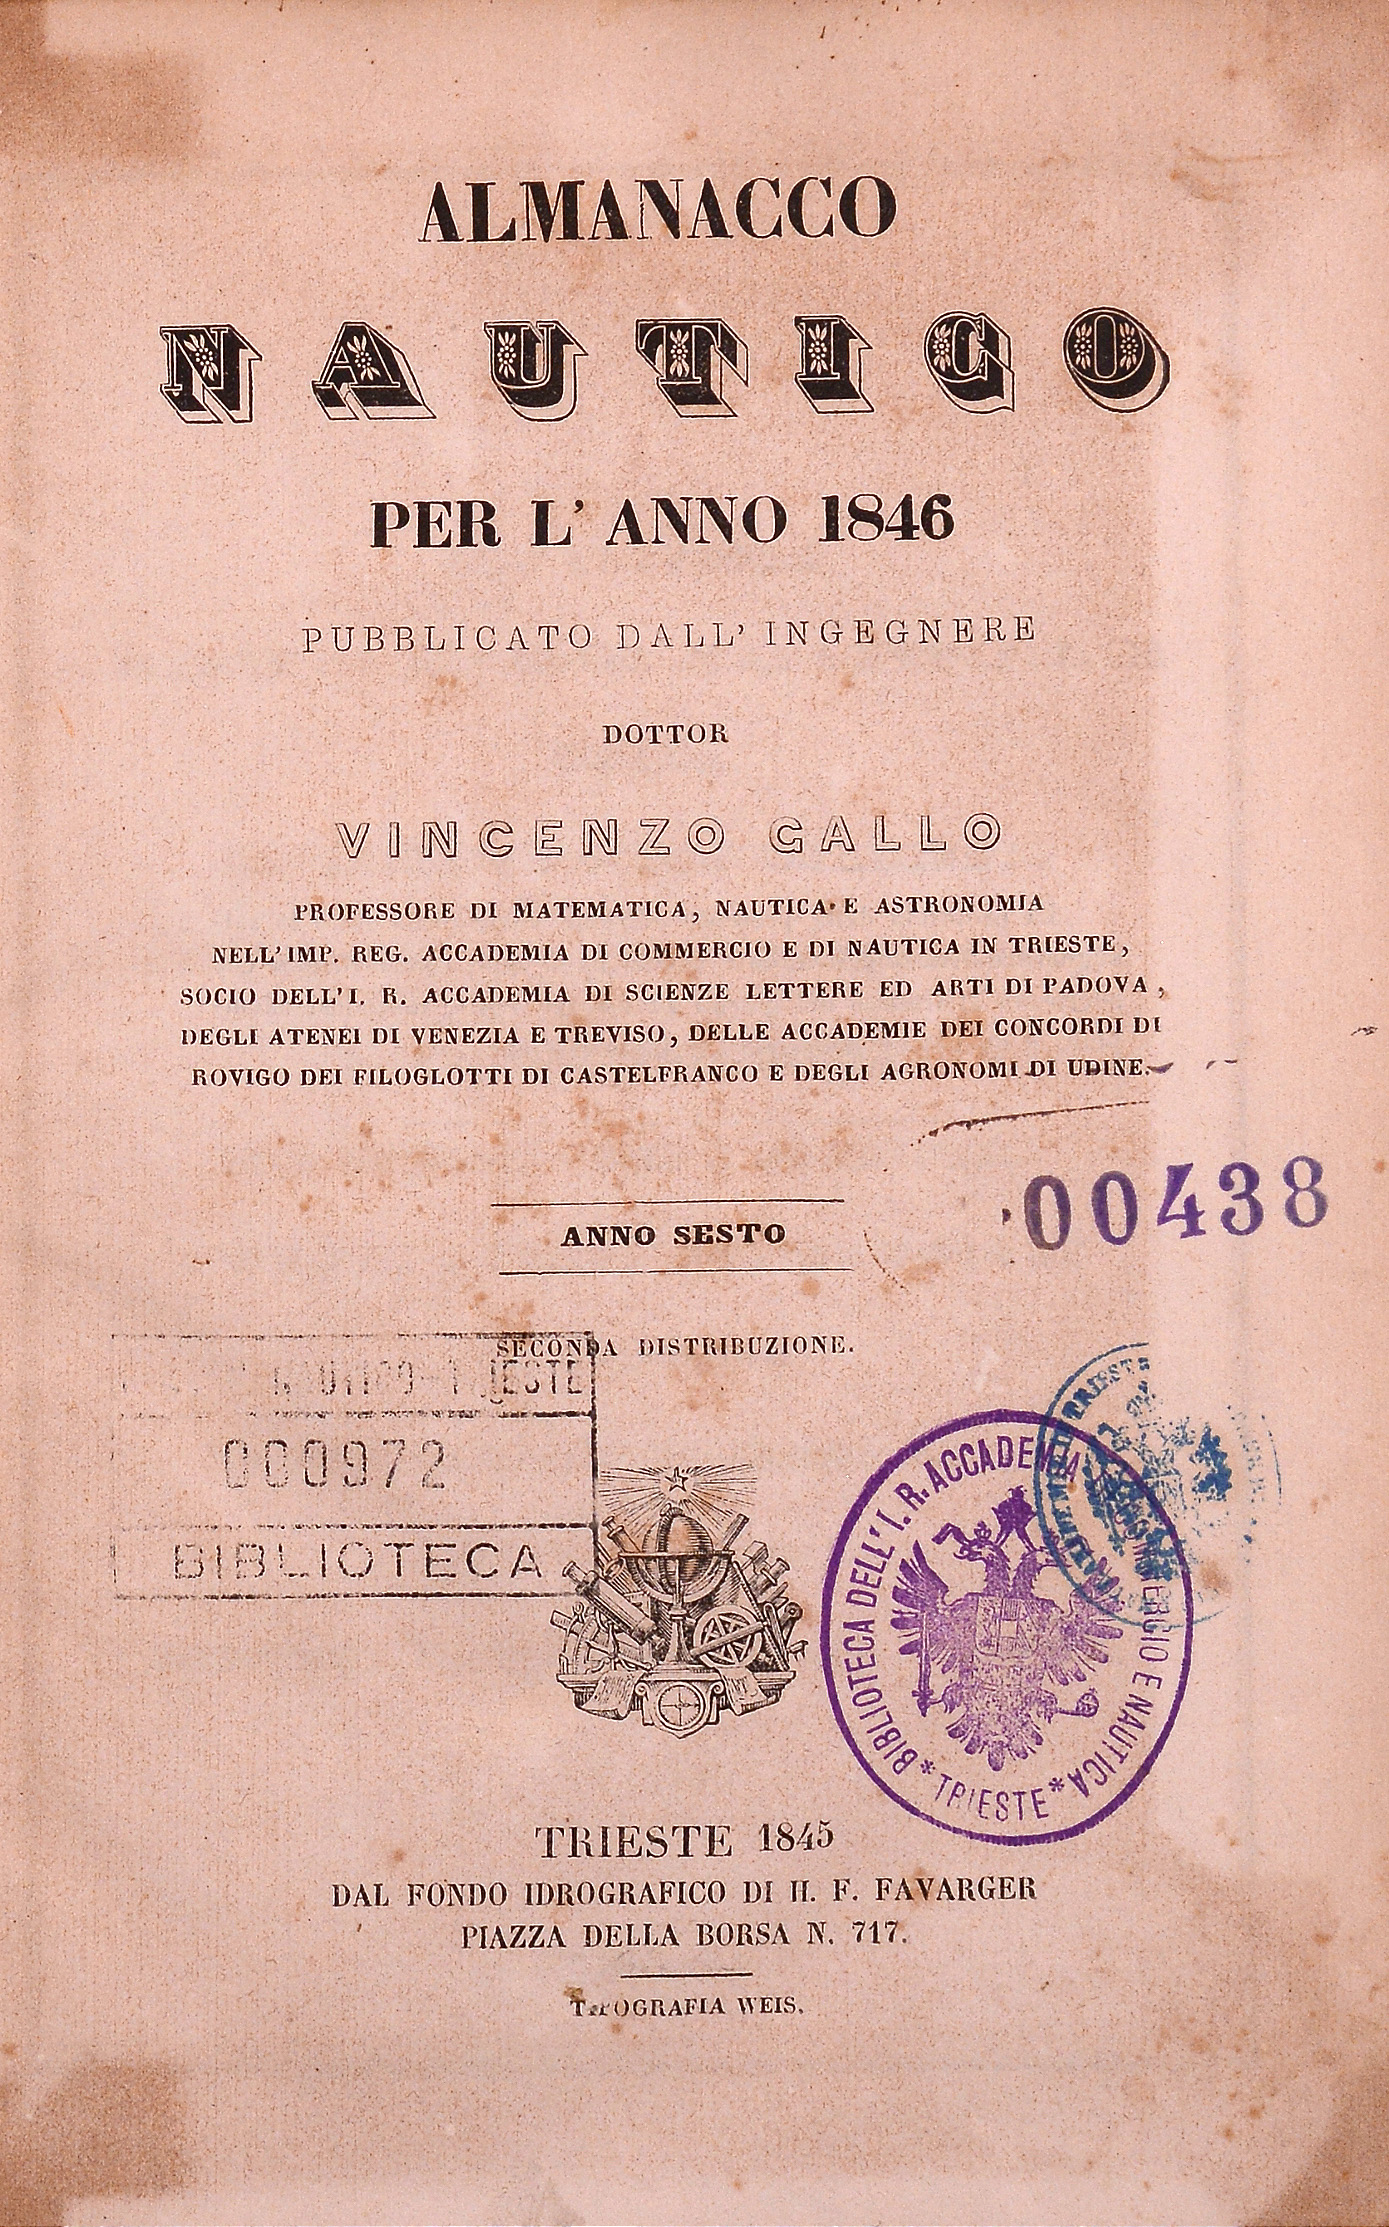 ALMANACCO
NAUTICO
PER L' ANNO 1846
PUBBLICATO DALL' INGEGNERE
DOTTOR
VINCENZO GALLO
PROFESSORE DI MATEMATICA, NAUTICA E ASTRONOMIA
NELL' IMP. REG. ACCADEMIA DI COMMERCIO E DI NAUTICA IN TRIESTE,
SOCIO DELL' I. R. ACCADEMIA DI SCIENZE LETTERE ED ARTI DI PADOVA,
DEGLI ATENEI DI VENEZIA E TREVISO, DELLE ACCADEMIE DEI CONCORDI DI
ROVIGO DEI FILOGLOTTI DI CASTELFRANCO E DEGLI AGRONOMI DI UDINE.
00438
ANNO SESTO
SECONDA DISTRIBUZIONE.
000972
BIBLIOTECA
BIBLIOTECA DELL' I. R. ACCADEMIA E NAUTICA
* TRIESTE *
TRIESTE
TRIESTE 1845
DAL FONDO IDROGRAFICO DI H. F. FAVARGER
PIAZZA DELLA BORSA N. 717.
TIPOGRAFIA WEIS.